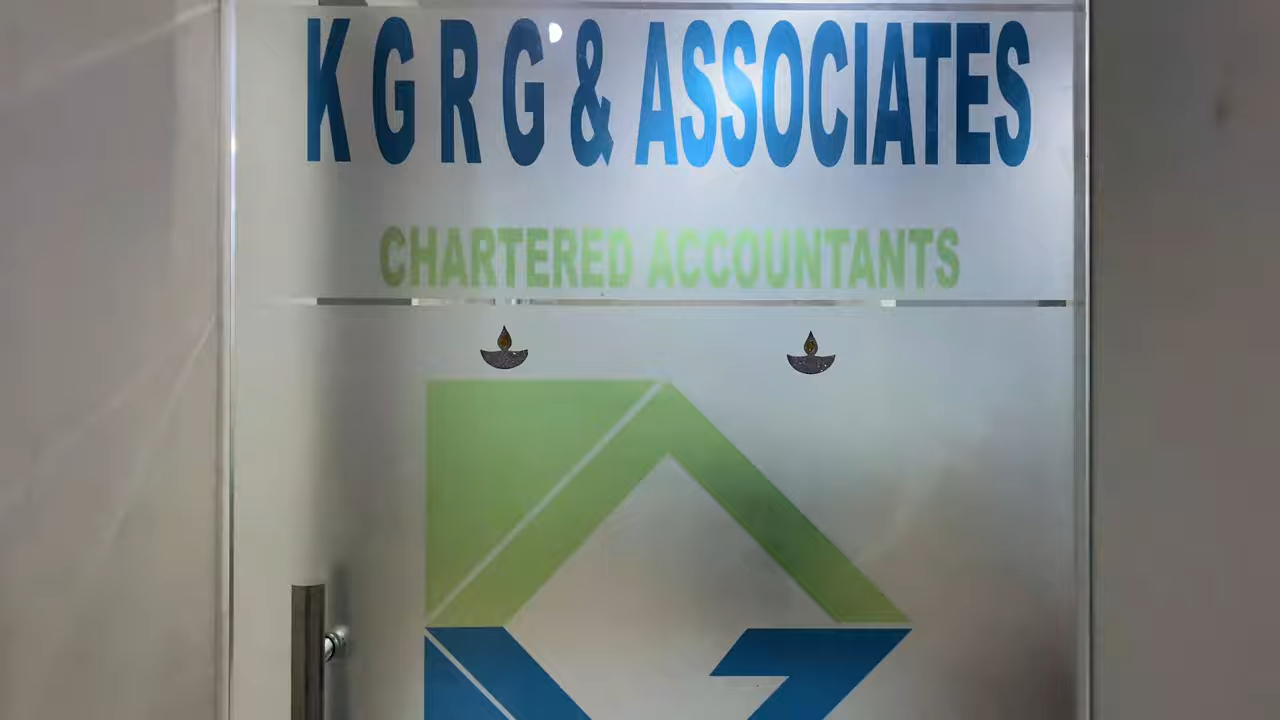 K G R G & ASSOCIATES
CHARTERED ACCOUNTANTS